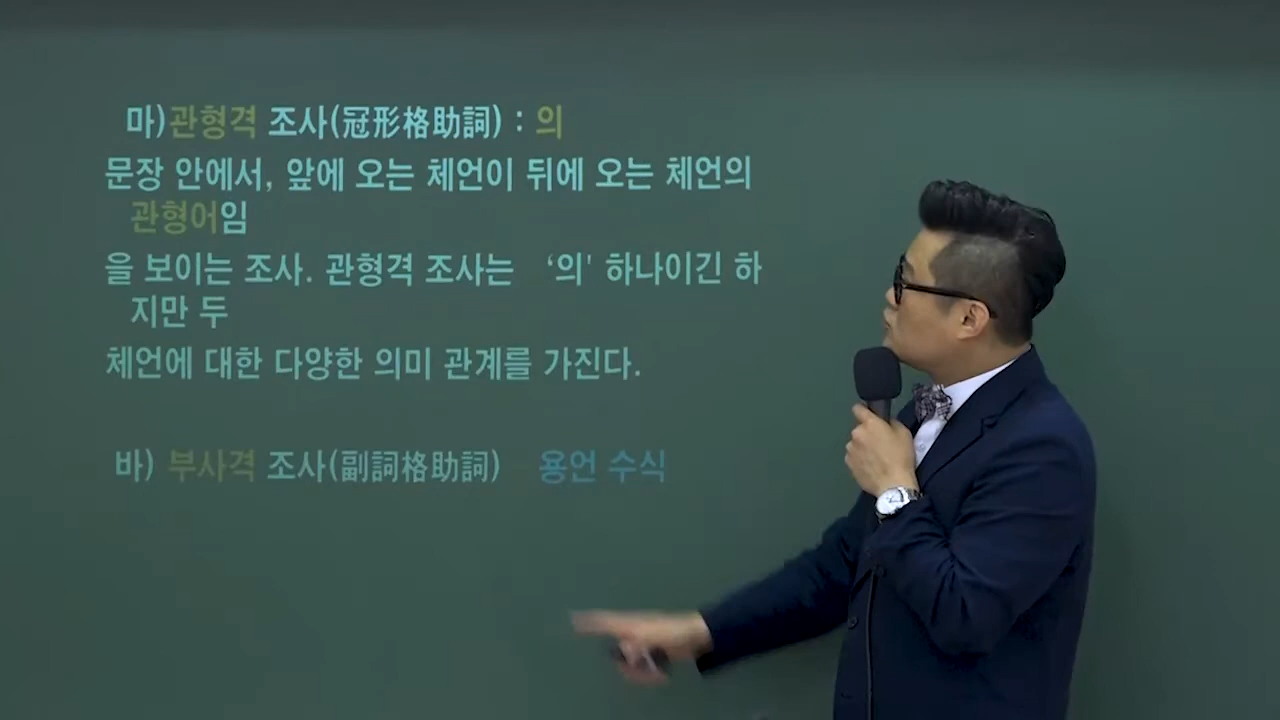 마)관형격 조사(冠形格助詞) : 의
문장 안에서, 앞에 오는 체언이 뒤에 오는 체언의
관형어임
을 보이는 조사. 관형격 조사는 ‘의' 하나이긴 하
지만 두
체언에 대한 다양한 의미 관계를 가진다.
바) 부사격 조사(副詞格助詞) 용언 수식